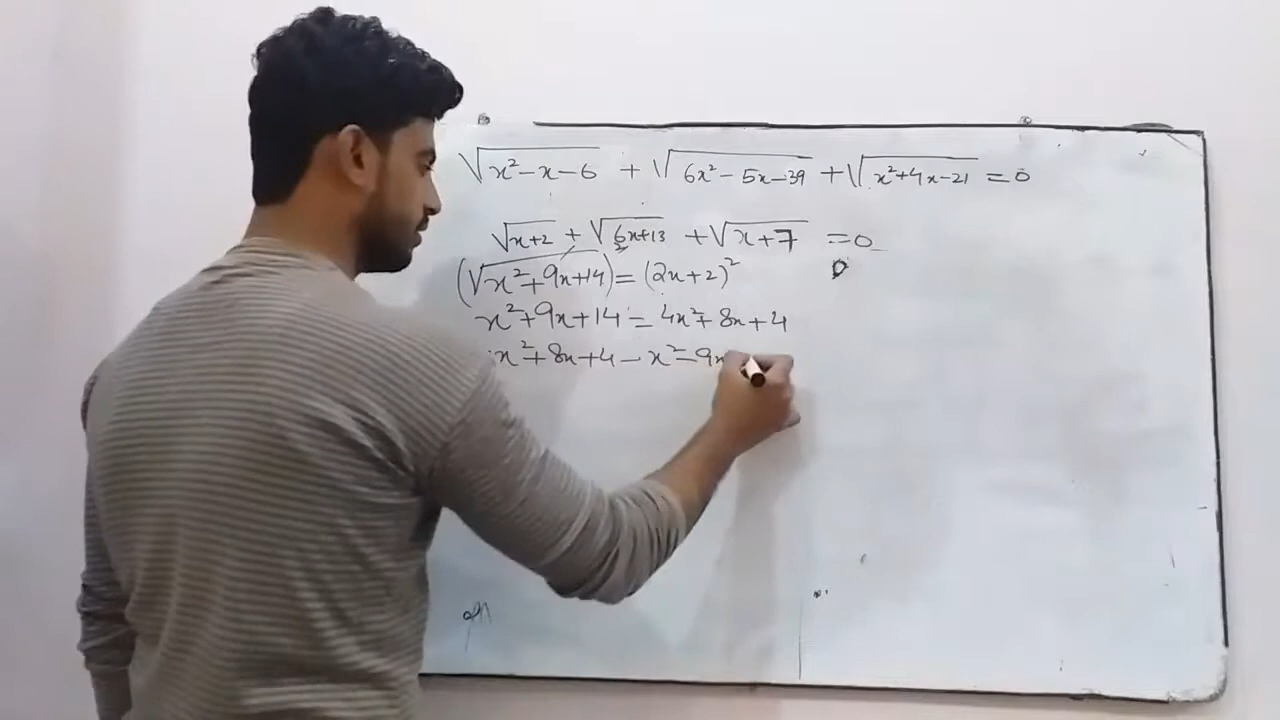 √x²-x-6 + √6x²-5x-39 + √x²+4x-21 = 0
√x+2 + √6x+13 + √x+7 = 0
(√x²+9x+14) = (2x+2)²
x²+9x+14 = 4x²+8x+4
x²+8x+4-x²-9x